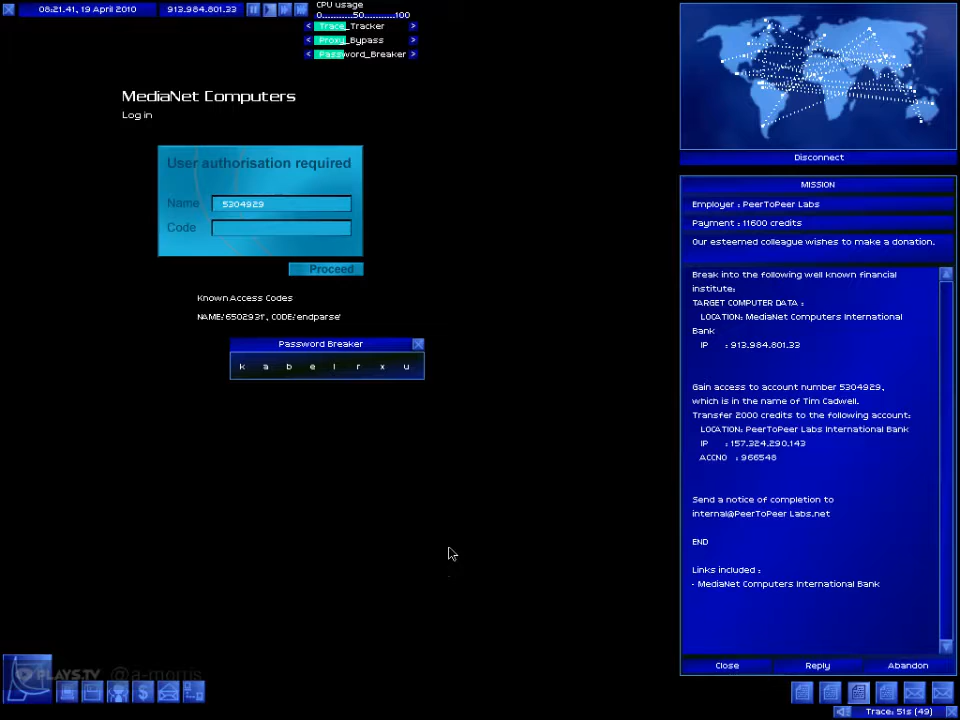 08:21.41, 19 April 2010
913.984.801.33
CPU usage
0..........50..........100
< Trace_Tracker >
< Proxy_Bypass >
< Password_Breaker >
MediaNet Computers
Log in
User authorisation required
Name 5304929
Code
Proceed
Known Access Codes
Password Breaker
k a b e l r x u
Disconnect
MISSION
Employer : PeerToPeer Labs
Payment : 11600 credits
Our esteemed colleague wishes to make a donation.
Break into the following well known financial
institute:
TARGET COMPUTER DATA :
LOCATION: MediaNet Computers International
Bank
IP : 913.984.801.33
Gain access to account number 5304929,
which is in the name of Tim Cadwell.
Transfer 2000 credits to the following account:
LOCATION: PeerToPeer Labs International Bank
IP : 157.324.290.143
ACCNO : 966548
Send a notice of completion to
internal@PeerToPeer Labs.net
END
Links included :
- MediaNet Computers International Bank
Close
Reply
Abandon
PLAYS.TV @a-morris
Trace: 51s (49)